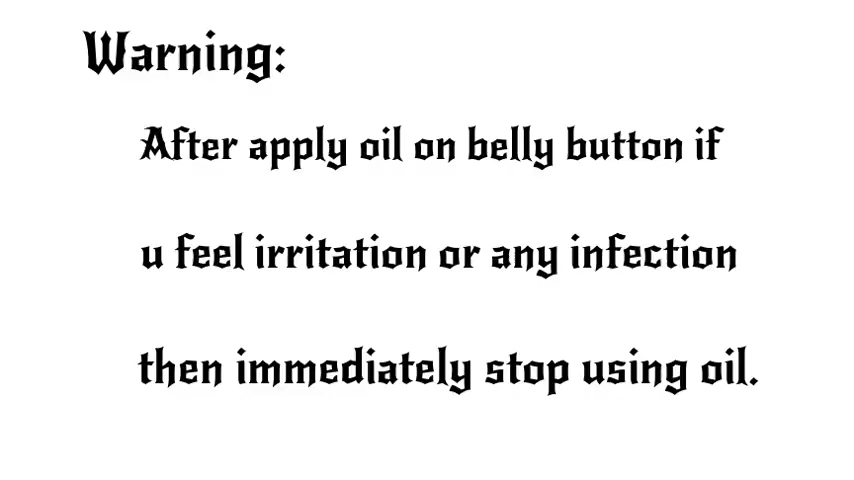 Warning:
After apply oil on belly button if
u feel irritation or any infection
then immediately stop using oil.